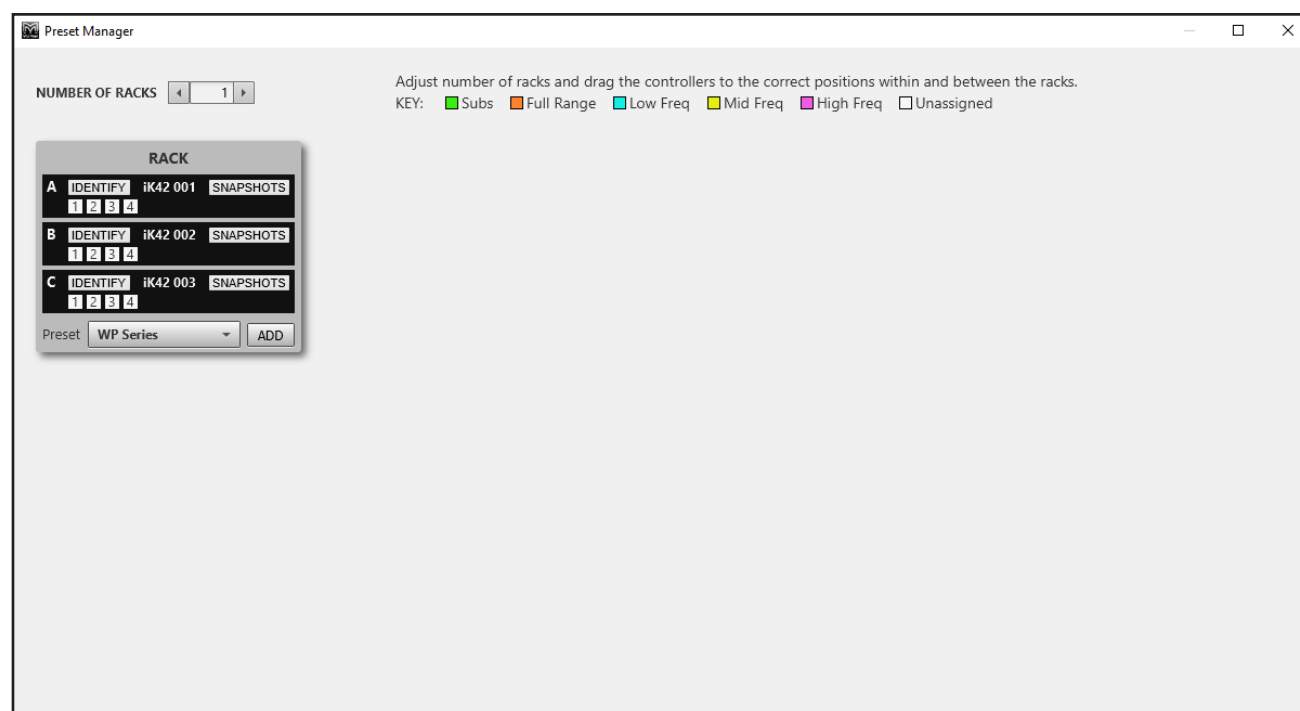 Preset Manager
NUMBER OF RACKS 1
Adjust number of racks and drag the controllers to the correct positions within and between the racks.
KEY: Subs Full Range Low Freq Mid Freq High Freq Unassigned
RACK
A IDENTIFY iK42 001 SNAPSHOTS
1 2 3 4
B IDENTIFY iK42 002 SNAPSHOTS
1 2 3 4
C IDENTIFY iK42 003 SNAPSHOTS
1 2 3 4
Preset WP Series ADD